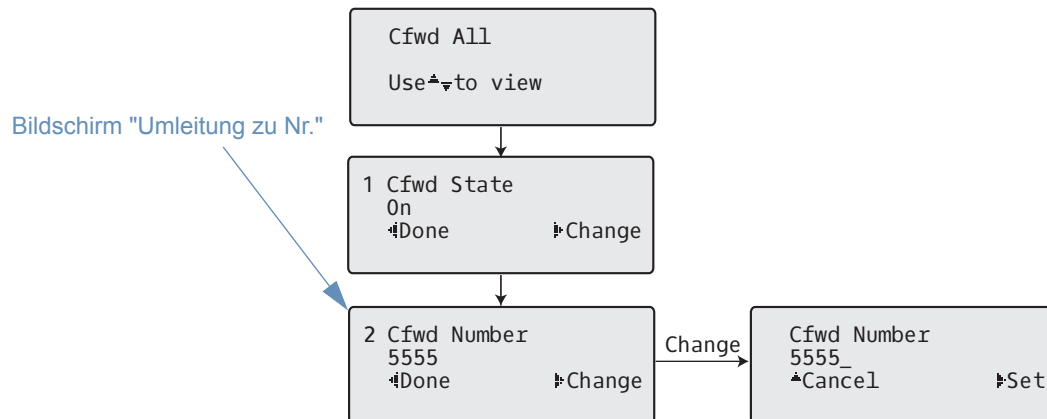 Cfwd All
Use to view
Bildschirm "Umleitung zu Nr."
1 Cfwd State
On
Done Change
2 Cfwd Number
5555
Done Change
Change
Cfwd Number
5555_
Cancel Set